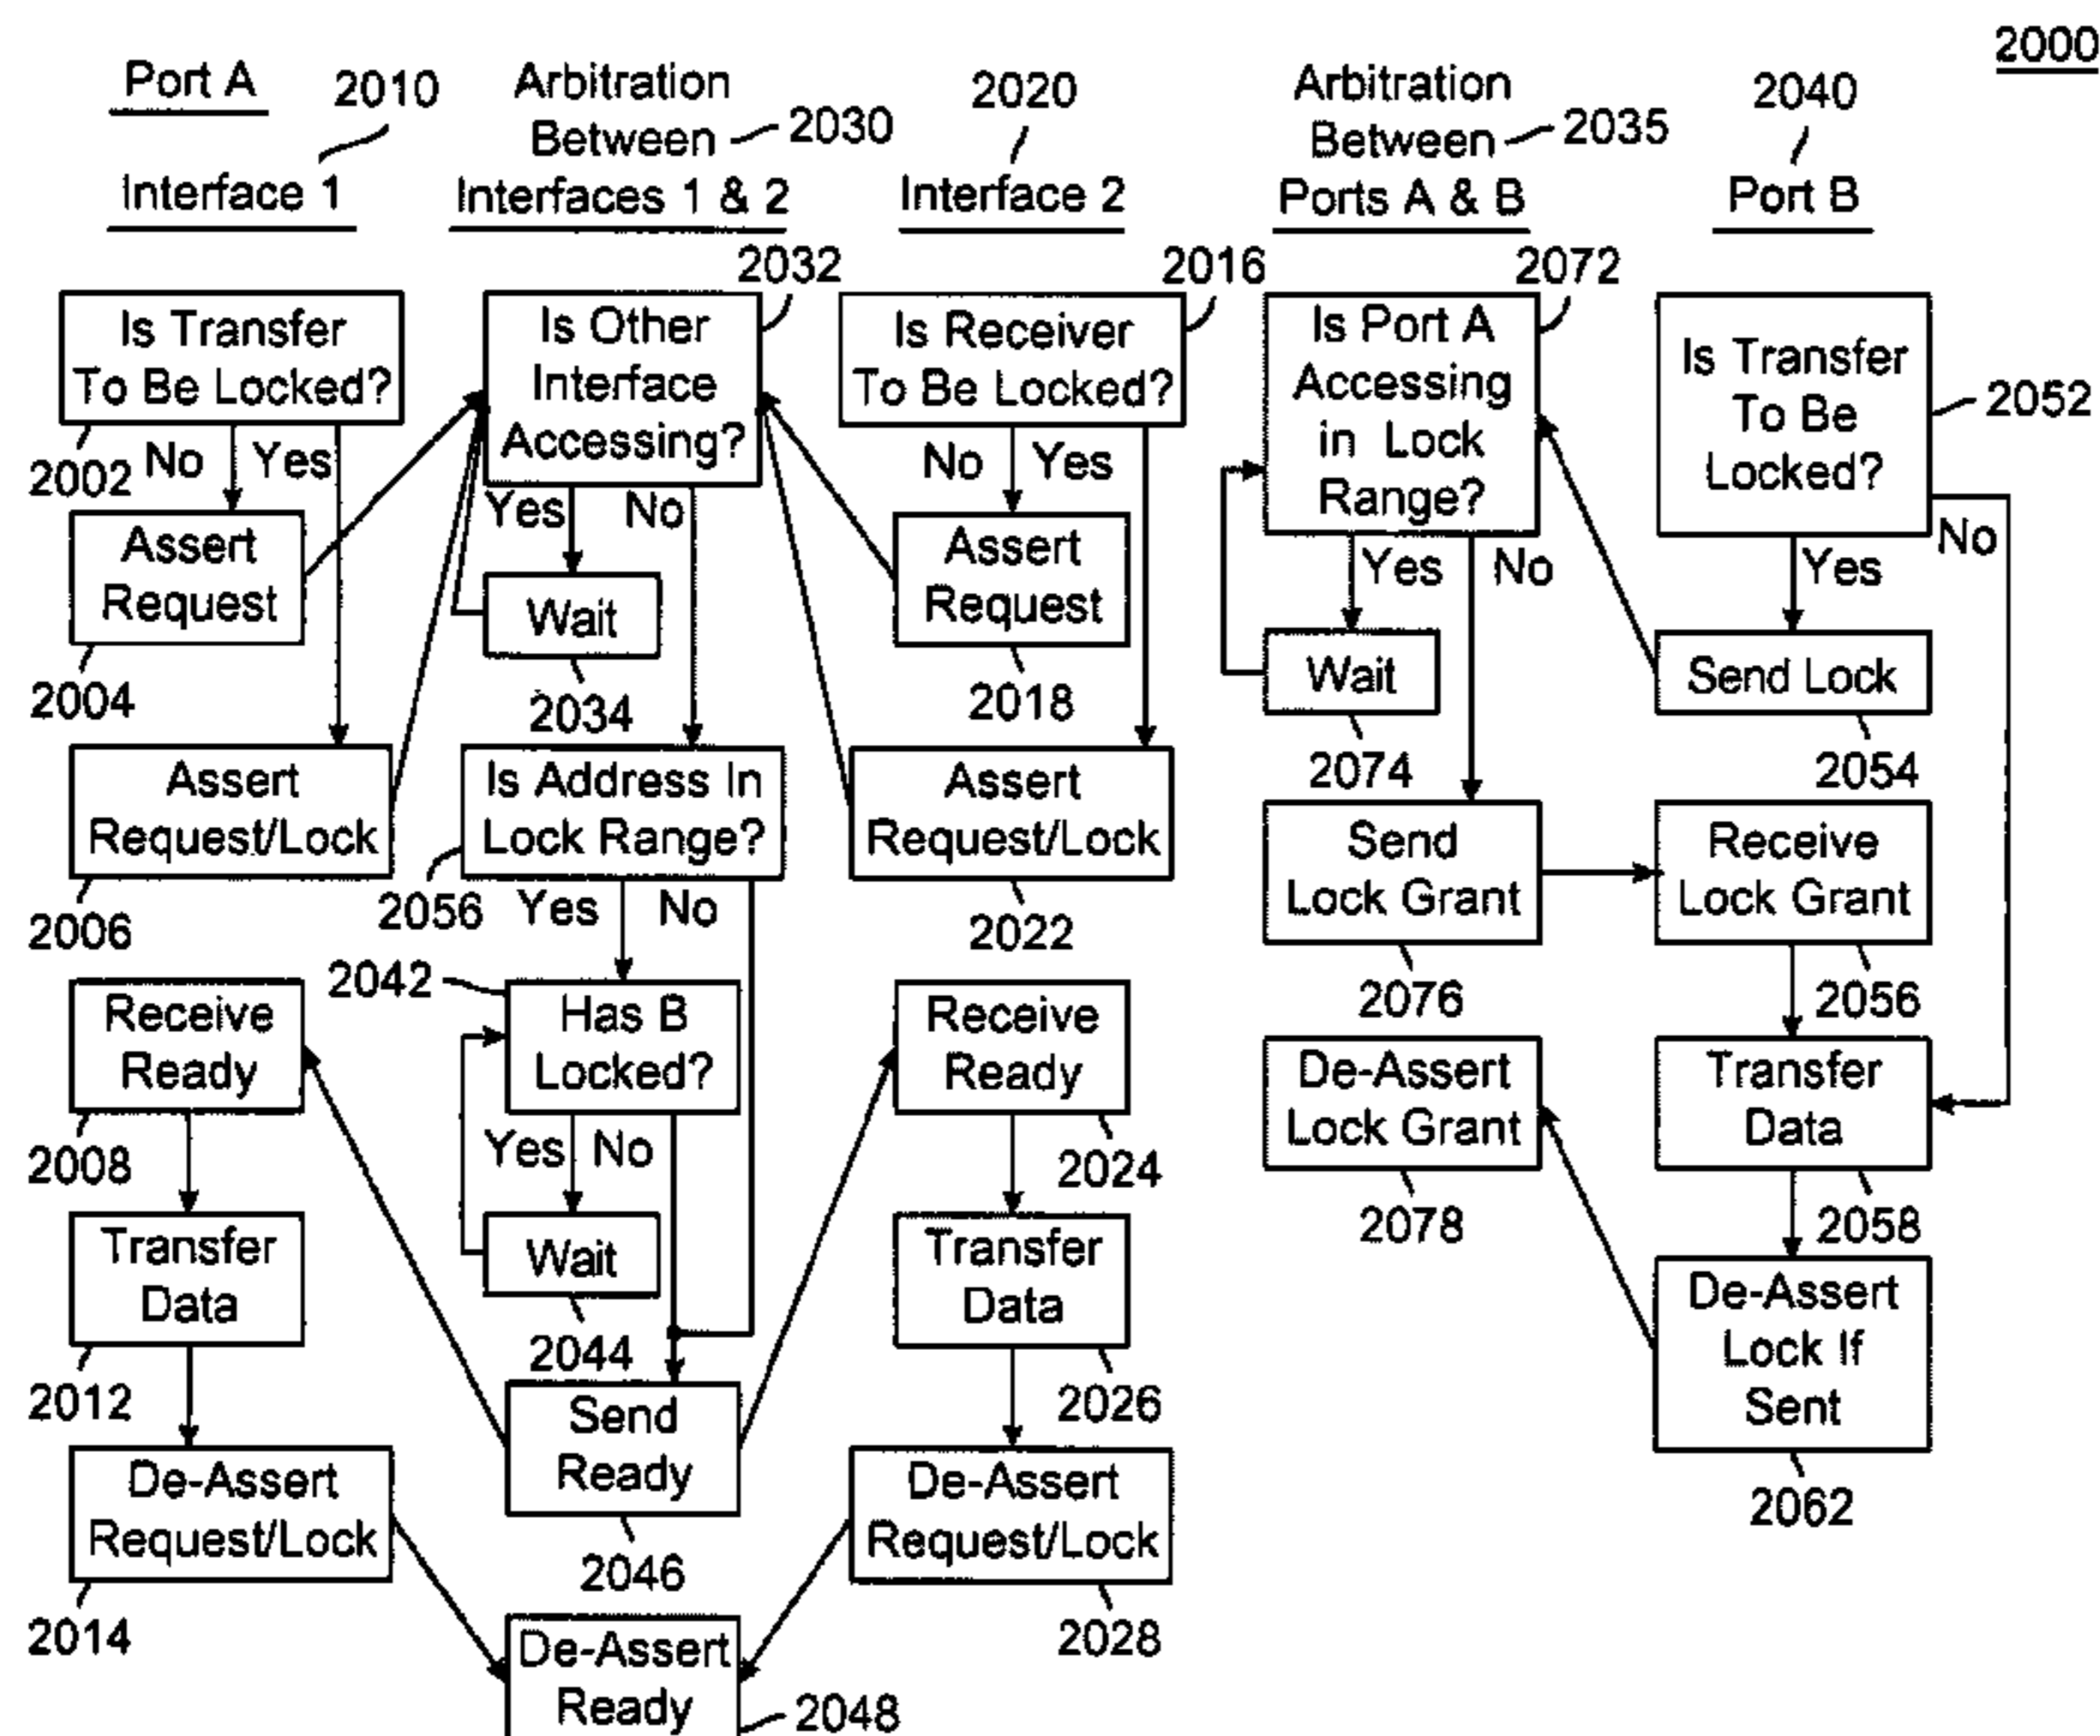 2000
Port A
2010
Interface 1
Arbitration
Between
2030
Interfaces 1 & 2
2020
Interface 2
Arbitration
Between
2035
Ports A & B
2040
Port B
Is Transfer
To Be Locked?
2002
No
Yes
Assert
Request
2004
Assert
Request/Lock
2006
Receive
Ready
2008
Transfer
Data
2012
De-Assert
Request/Lock
2014
2032
Is Other
Interface
Accessing?
Yes
No
Wait
2034
Is Address In
Lock Range?
2056
Yes
No
2042
Has B
Locked?
Yes
No
Wait
2044
Send
Ready
2046
De-Assert
Ready
2048
2016
Is Receiver
To Be Locked?
No
Yes
Assert
Request
2018
Assert
Request/Lock
2022
Receive
Ready
2024
Transfer
Data
2026
De-Assert
Request/Lock
2028
2072
Is Port A
Accessing
in Lock
Range?
Yes
No
Wait
2074
Send
Lock Grant
2076
De-Assert
Lock Grant
2078
Is Transfer
To Be
Locked?
2052
No
Yes
Send Lock
2054
Receive
Lock Grant
2056
Transfer
Data
2058
De-Assert
Lock If
Sent
2062